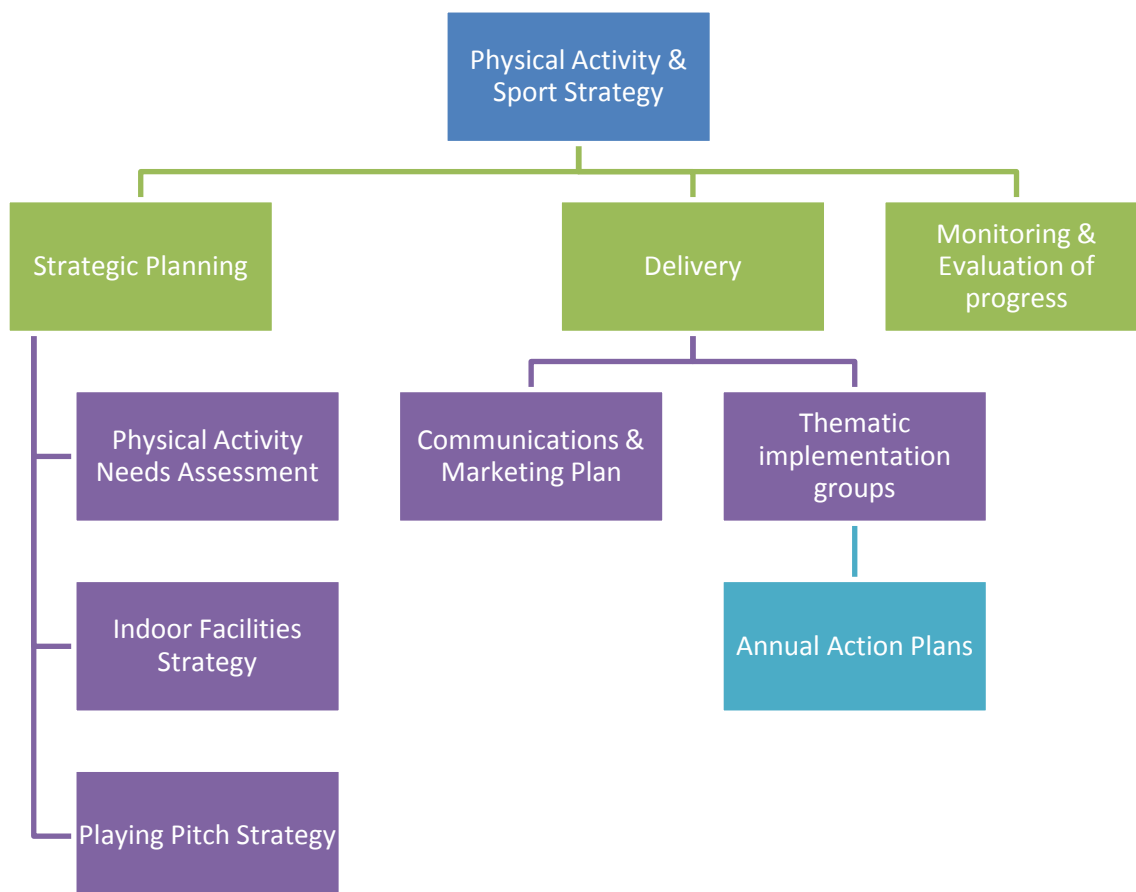 Physical Activity &
Sport Strategy
Strategic Planning
Delivery
Monitoring &
Evaluation of
progress
Physical Activity
Needs Assessment
Communications &
Marketing Plan
Thematic
implementation
groups
Indoor Facilities
Strategy
Annual Action Plans
Playing Pitch Strategy